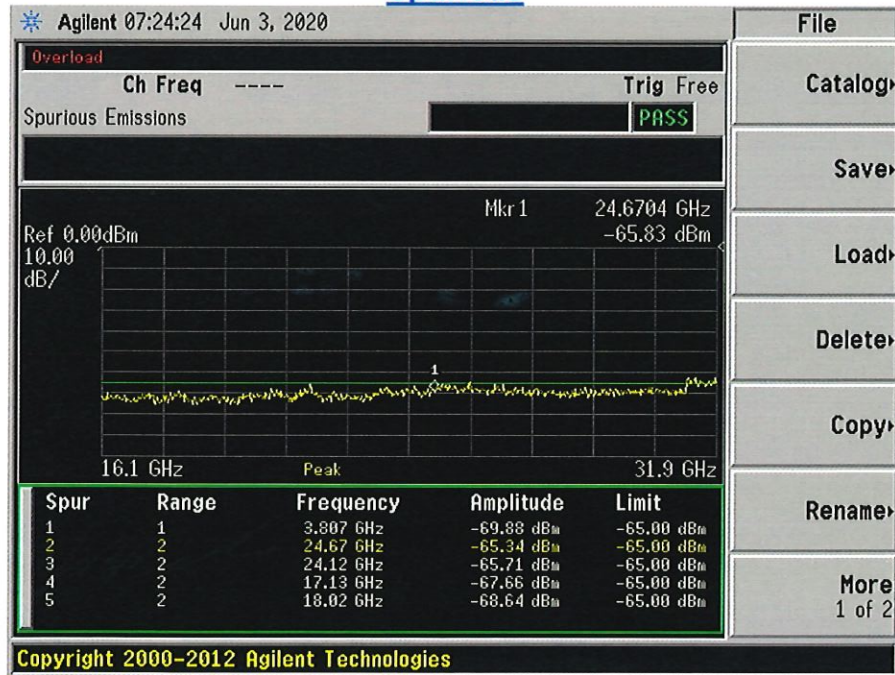 Agilent 07:24:24 Jun 3, 2020
File
Overload
Ch Freq ----
Trig Free
Spurious Emissions
PASS
Catalog
Save
Mkr1 24.6704 GHz
Ref 0.00dBm
-65.83 dBm
10.00
dB/
Load
Delete
1
Copy
16.1 GHz
Peak
31.9 GHz
Spur Range Frequency Amplitude Limit
1 1 3.807 GHz -69.88 dBm -65.00 dBm
2 2 24.67 GHz -65.34 dBm -65.00 dBm
3 2 24.12 GHz -65.71 dBm -65.00 dBm
4 2 17.13 GHz -67.66 dBm -65.00 dBm
5 2 18.02 GHz -68.64 dBm -65.00 dBm
Rename
More
1 of 2
Copyright 2000-2012 Agilent Technologies